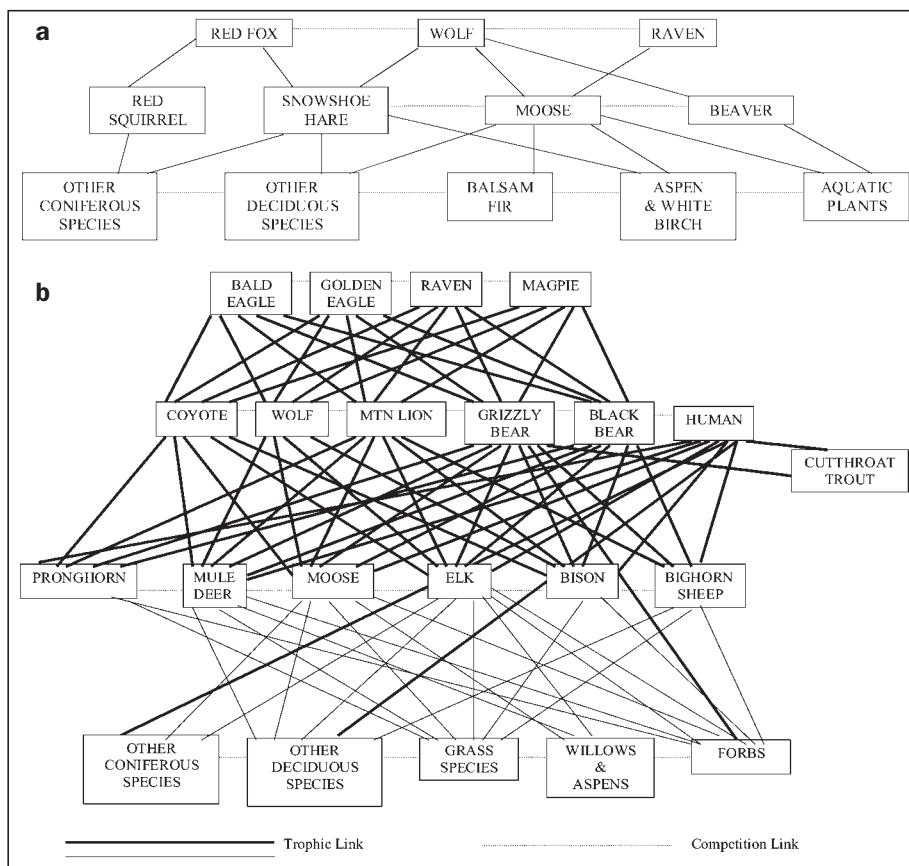 a
RED FOX
WOLF
RAVEN
RED
SQUIRREL
SNOWSHOE
HARE
MOOSE
BEAVER
OTHER
CONIFEROUS
SPECIES
OTHER
DECIDUOUS
SPECIES
BALSAM
FIR
ASPEN
& WHITE
BIRCH
AQUATIC
PLANTS
b
BALD
EAGLE
GOLDEN
EAGLE
RAVEN
MAGPIE
COYOTE
WOLF
MTN LION
GRIZZLY
BEAR
BLACK
BEAR
HUMAN
CUTTHROAT
TROUT
PRONGHORN
MULE
DEER
MOOSE
ELK
BISON
BIGHORN
SHEEP
OTHER
CONIFEROUS
SPECIES
OTHER
DECIDUOUS
SPECIES
GRASS
SPECIES
WILLOWS
&
ASPENS
FORBS
Trophic Link
Competition Link